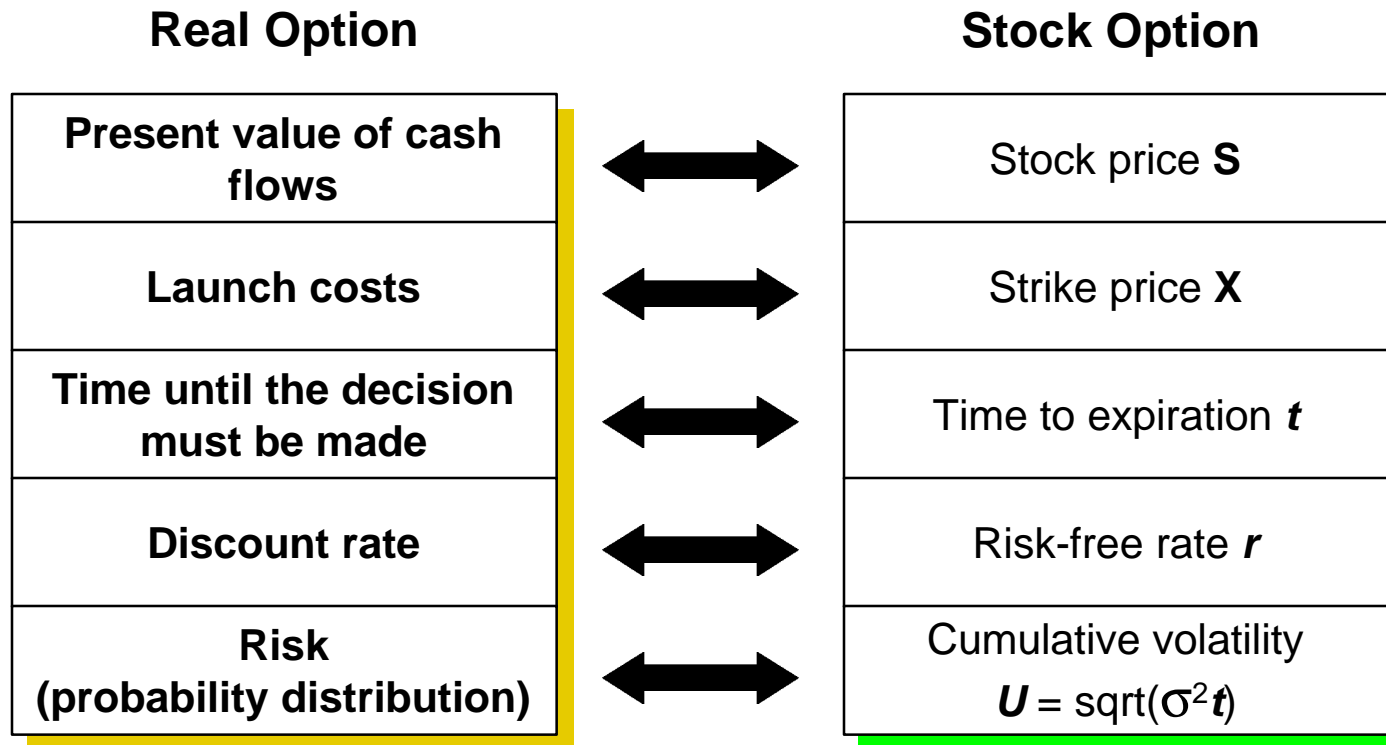 Real Option
Stock Option
Present value of cash
flows
Stock price S
Launch costs
Strike price X
Time until the decision
must be made
Time to expiration t
Discount rate
Risk-free rate r
Risk
(probability distribution)
Cumulative volatility
U = sqrt(σ²t)